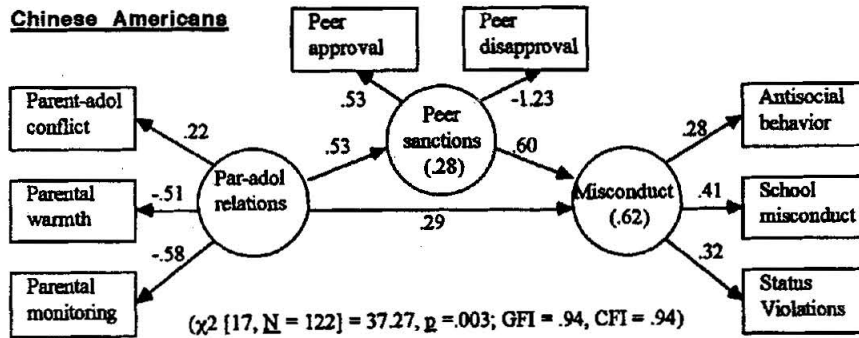 Chinese Americans
Peer
approval
Peer
disapproval
.53
-1.23
Parent-adol
conflict
Peer
sanctions
(.28)
Antisocial
behavior
.22
.53
.60
.28
Parental
warmth
-.51
Par-adol
relations
.29
Misconduct
(.62)
.41
School
misconduct
-.58
.32
Parental
monitoring
Status
Violations
(χ2 [17, N = 122] = 37.27, p =.003; GFI = .94, CFI = .94)